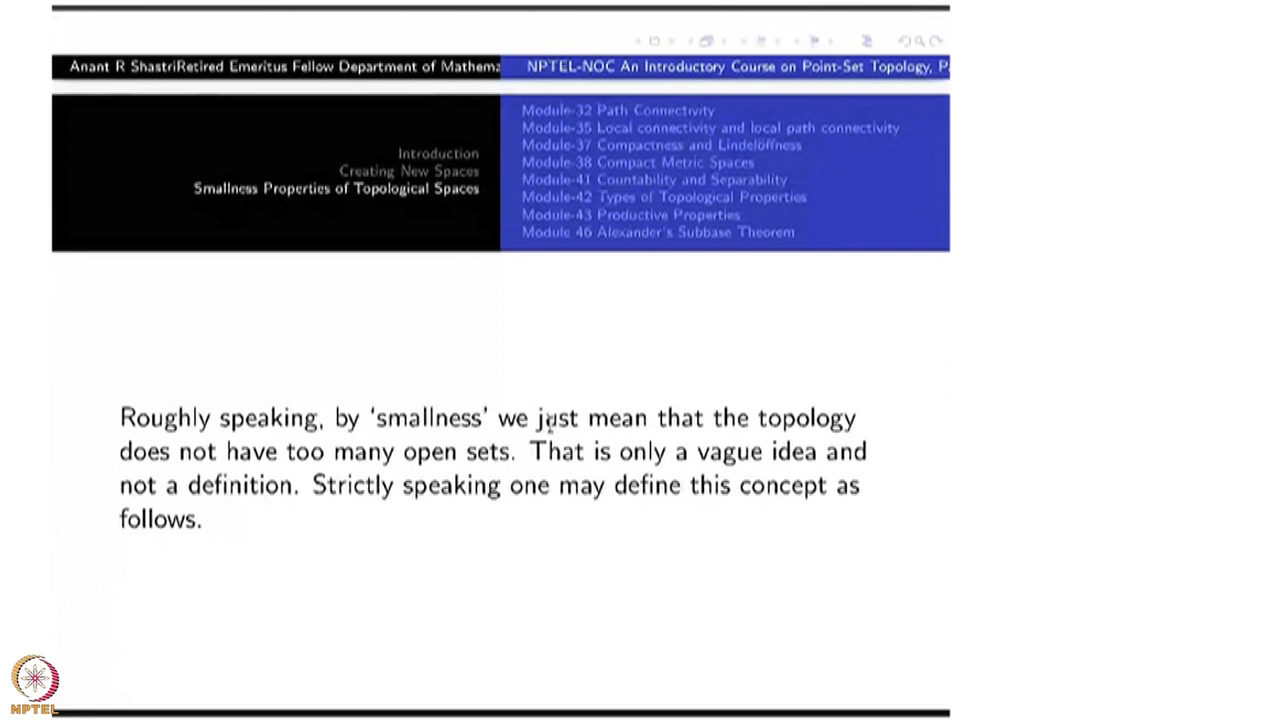 Anant R ShastriRetired Emeritus Fellow Department of Mathema
NPTEL-NOC An Introductory Course on Point-Set Topology, P
Introduction
Creating New Spaces
Smallness Properties of Topological Spaces
Module-32 Path Connectivity
Module-35 Local connectivity and local path connectivity
Module-37 Compactness and Lindelöffness
Module-38 Compact Metric Spaces
Module-41 Countability and Separability
Module-42 Types of Topological Properties
Module-43 Productive Properties
Module 46 Alexander's Subbase Theorem
Roughly speaking, by ‘smallness’ we just mean that the topology
does not have too many open sets. That is only a vague idea and
not a definition. Strictly speaking one may define this concept as
follows.
NPTEL